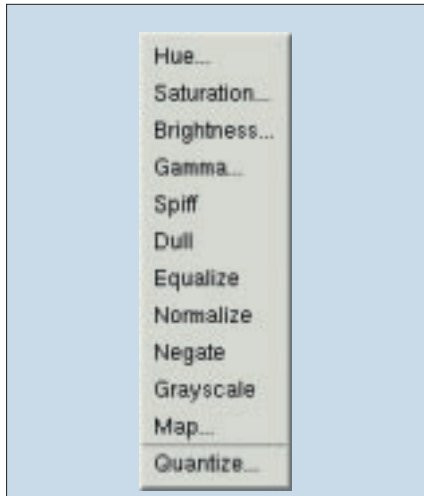 Hue...
Saturation...
Brightness...
Gamma...
Spiff
Dull
Equalize
Normalize
Negate
Grayscale
Map...
Quantize...